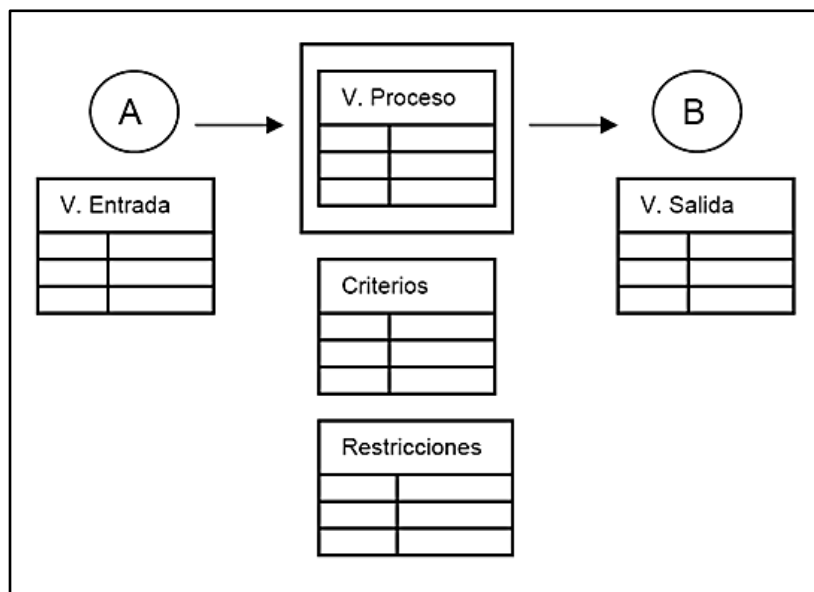 A
V. Proceso
B
V. Entrada
V. Salida
Criterios
Restricciones